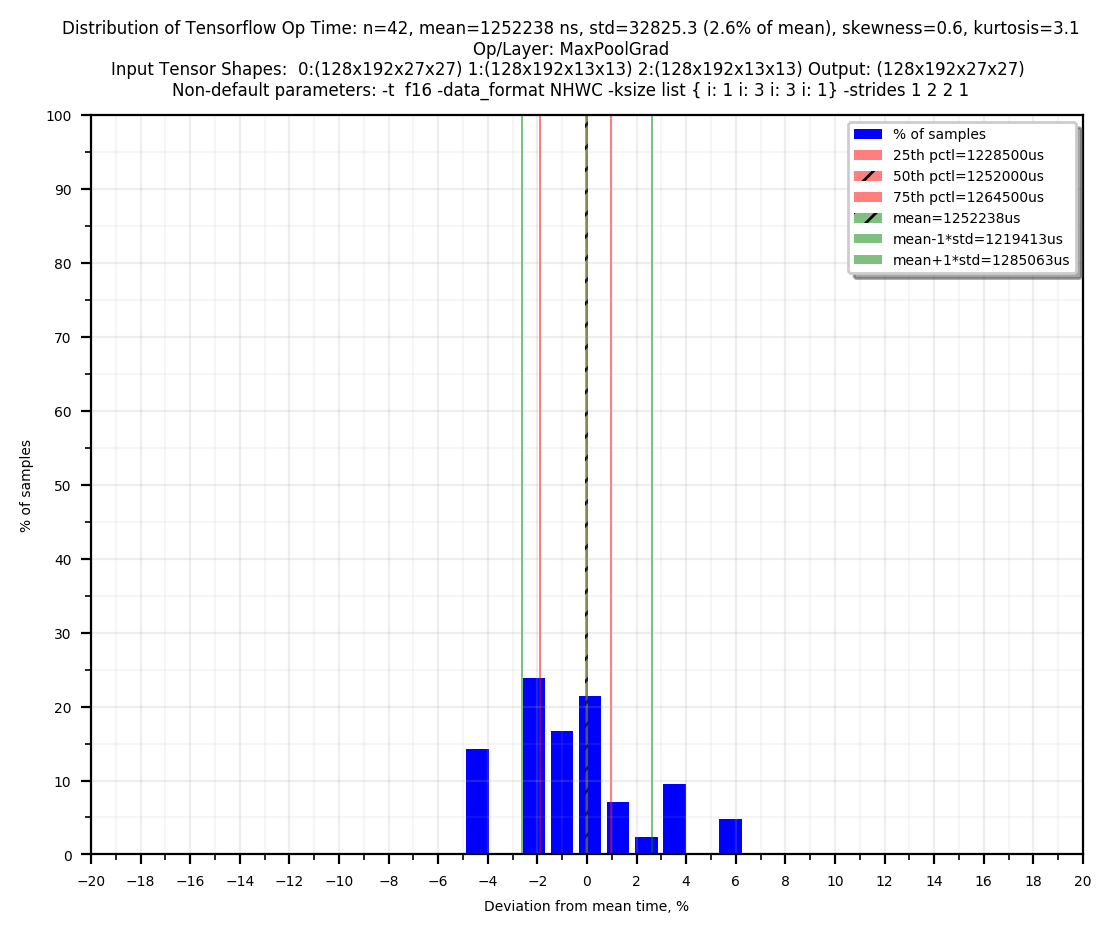 Distribution of Tensorflow Op Time: n=42, mean=1252238 ns, std=32825.3 (2.6% of mean), skewness=0.6, kurtosis=3.1
Op/Layer: MaxPoolGrad
Input Tensor Shapes:  0:(128x192x27x27) 1:(128x192x13x13) 2:(128x192x13x13) Output: (128x192x27x27)
Non-default parameters: -t  f16 -data_format NHWC -ksize list { i: 1 i: 3 i: 3 i: 1} -strides 1 2 2 1
% of samples
25th pctl=1228500us
50th pctl=1252000us
75th pctl=1264500us
mean=1252238us
mean-1*std=1219413us
mean+1*std=1285063us
100
90
80
70
60
50
40
30
20
10
0
% of samples
−20 −18 −16 −14 −12 −10 −8 −6 −4 −2 0 2 4 6 8 10 12 14 16 18 20
Deviation from mean time, %